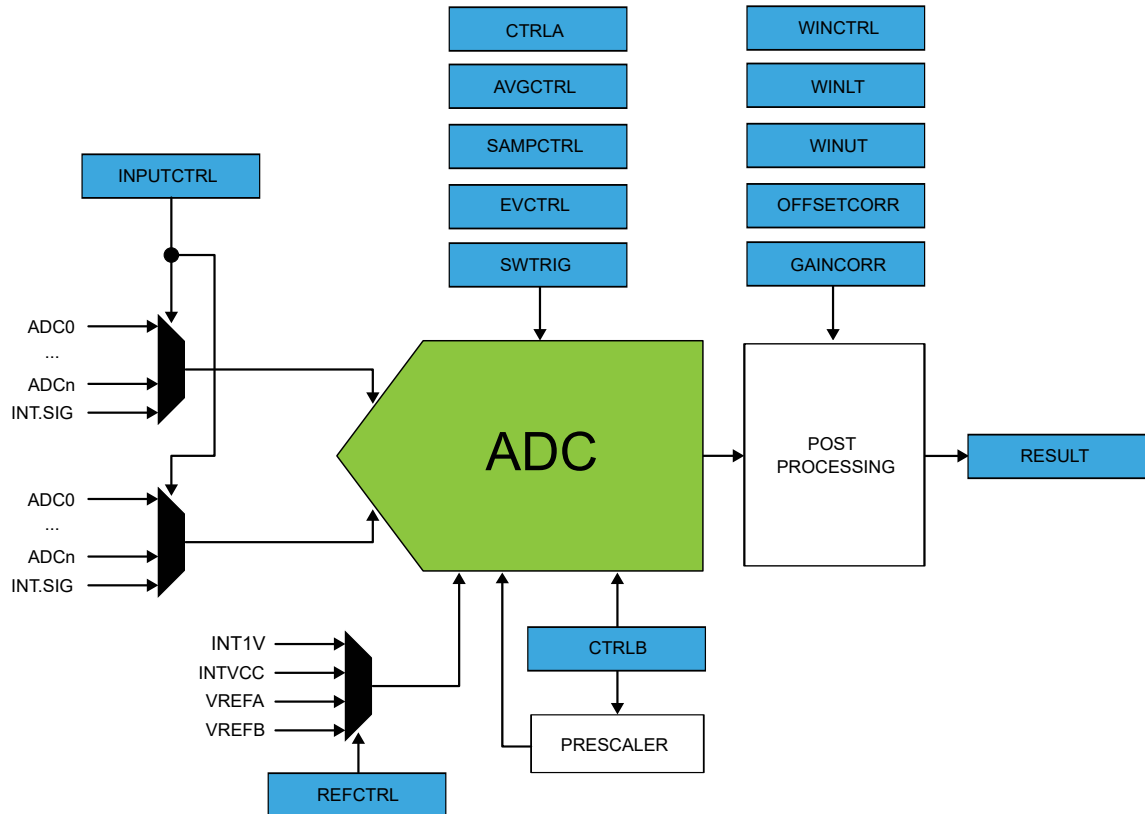 CTRLA
WINCTRL
AVGCTRL
WINLT
SAMPCTRL
WINUT
INPUTCTRL
EVCTRL
OFFSETCORR
SWTRIG
GAINCORR
ADC0
...
ADCn
INT.SIG
ADC
POST
PROCESSING
RESULT
ADC0
...
ADCn
INT.SIG
INT1V
INTVCC
VREFA
VREFB
CTRLB
PRESCALER
REFCTRL